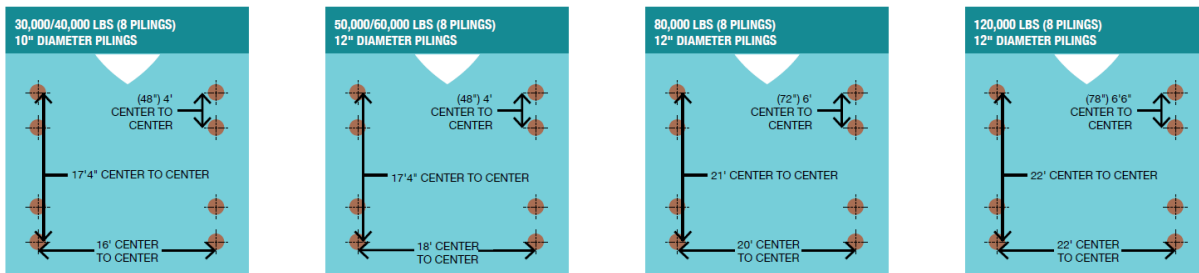 30,000/40,000 LBS (8 PILINGS)
10" DIAMETER PILINGS
(48") 4'
CENTER TO
CENTER
17'4" CENTER TO CENTER
16' CENTER
TO CENTER
50,000/60,000 LBS (8 PILINGS)
12" DIAMETER PILINGS
(48") 4'
CENTER TO
CENTER
17'4" CENTER TO CENTER
18' CENTER
TO CENTER
80,000 LBS (8 PILINGS)
12" DIAMETER PILINGS
(72") 6'
CENTER TO
CENTER
21' CENTER TO CENTER
20' CENTER
TO CENTER
120,000 LBS (8 PILINGS)
12" DIAMETER PILINGS
(78") 6'6"
CENTER TO
CENTER
22' CENTER TO CENTER
22' CENTER
TO CENTER